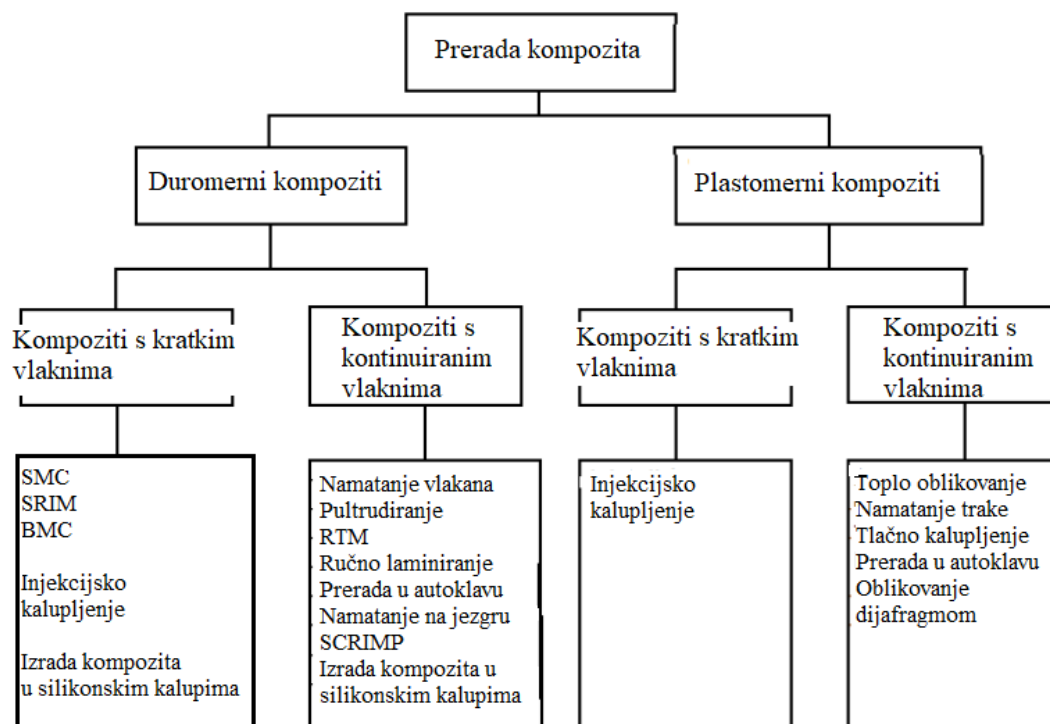 Prerada kompozita
Duromerni kompoziti
Plastomerni kompoziti
Kompoziti s kratkim
vlaknima
Kompoziti s
kontinuiranim
vlaknima
Kompoziti s kratkim
vlaknima
Kompoziti s
kontinuiranim
vlaknima
SMC
SRIM
BMC
Injekcijsko
kalupljenje
Izrada kompozita
u silikonskim kalupima
Namatanje vlakana
Pultrudiranje
RTM
Ručno laminiranje
Prerada u autoklavu
Namatanje na jezgru
SCRIMP
Izrada kompozita u
silikonskim kalupima
Injekcijsko
kalupljenje
Toplo oblikovanje
Namatanje trake
Tlačno kalupljenje
Prerada u autoklavu
Oblikovanje
dijafragmom